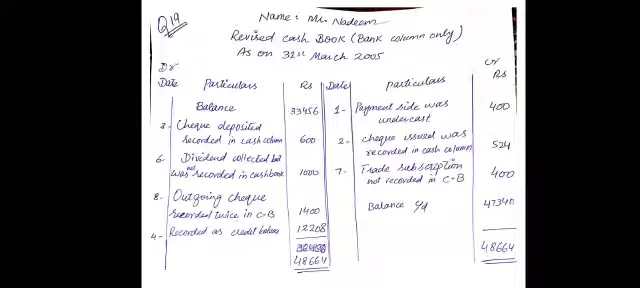 Q19
Name: Mr. Nadeem
Revised Cash Book (Bank column only)
As on 31st March 2005
Dr Cr
Date Particulars Rs Date Particulars Rs
Balance 33456 1- Payment side was undercast 400
3- Cheque deposited recorded in cash column 600 2- cheque issued was recorded in cash column 524
6- Dividend collected but was not recorded in cashbook 1000 7- Trade subscription not recorded in C-B 400
8- Outgoing cheque recorded twice in C-B 1400 Balance c/d 47340
4- Recorded as credit balance 12208
48664 48664